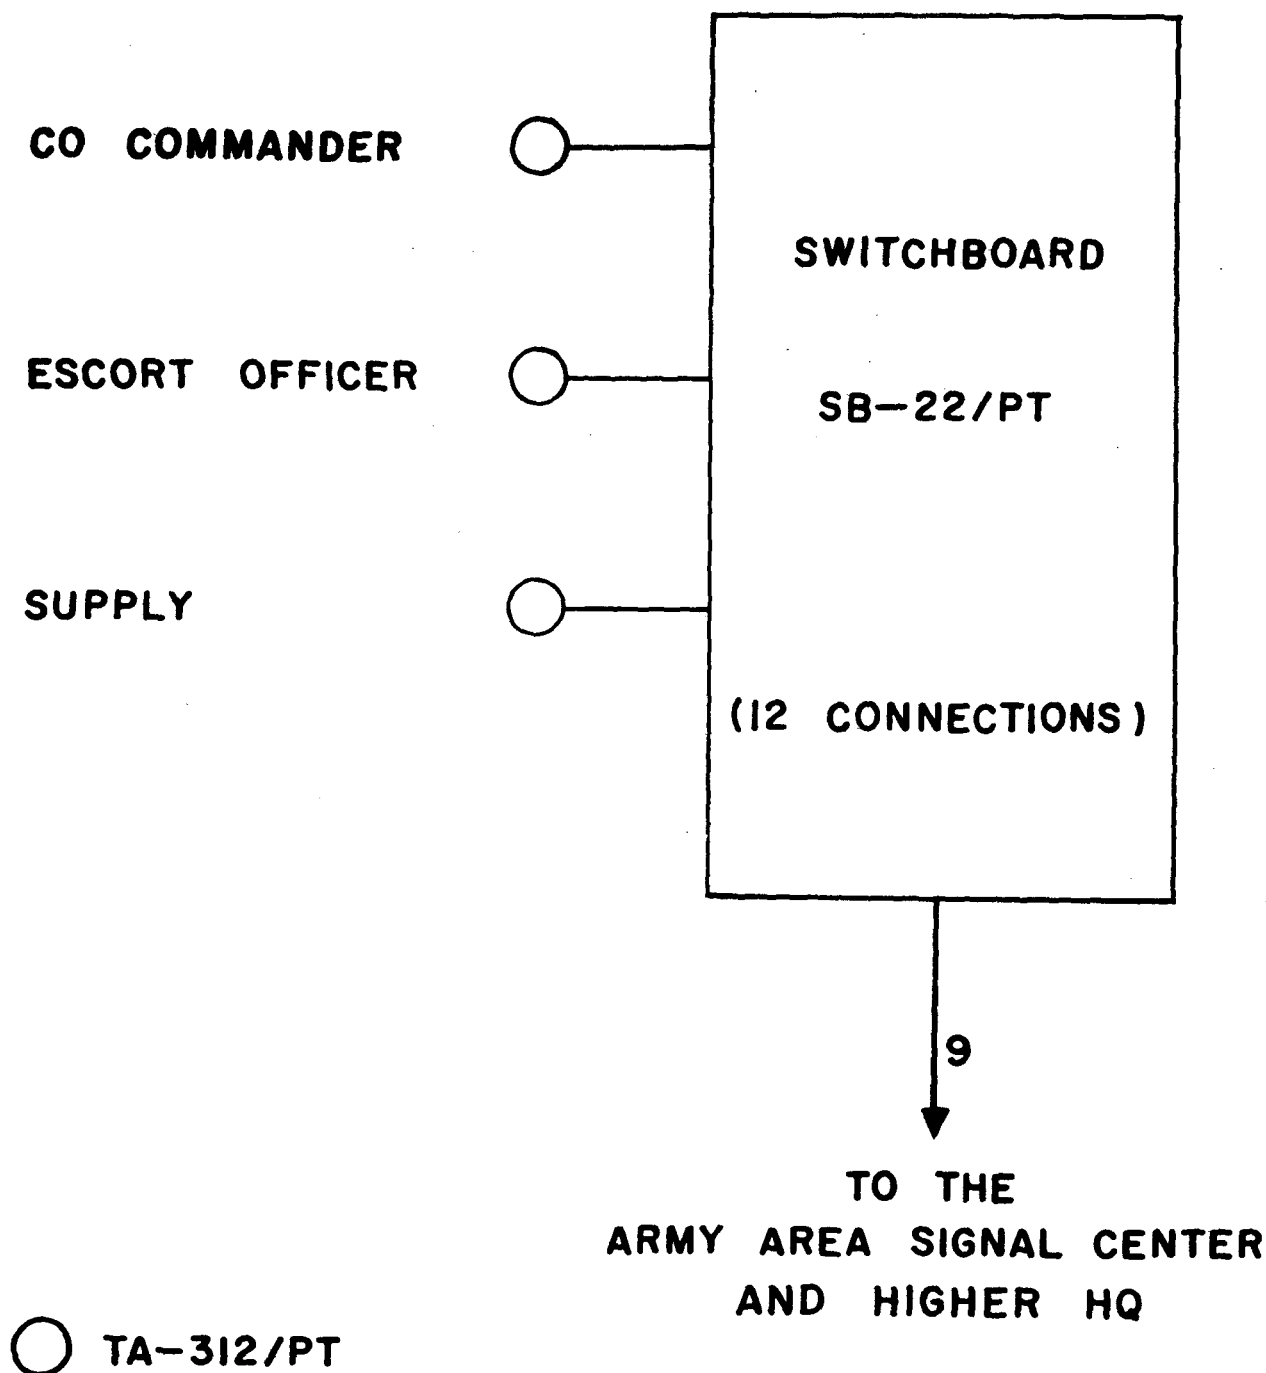 CO COMMANDER
SWITCHBOARD
ESCORT OFFICER
SB-22/PT
SUPPLY
(12 CONNECTIONS)
9
TO THE
ARMY AREA SIGNAL CENTER
AND HIGHER HQ
TA-312/PT